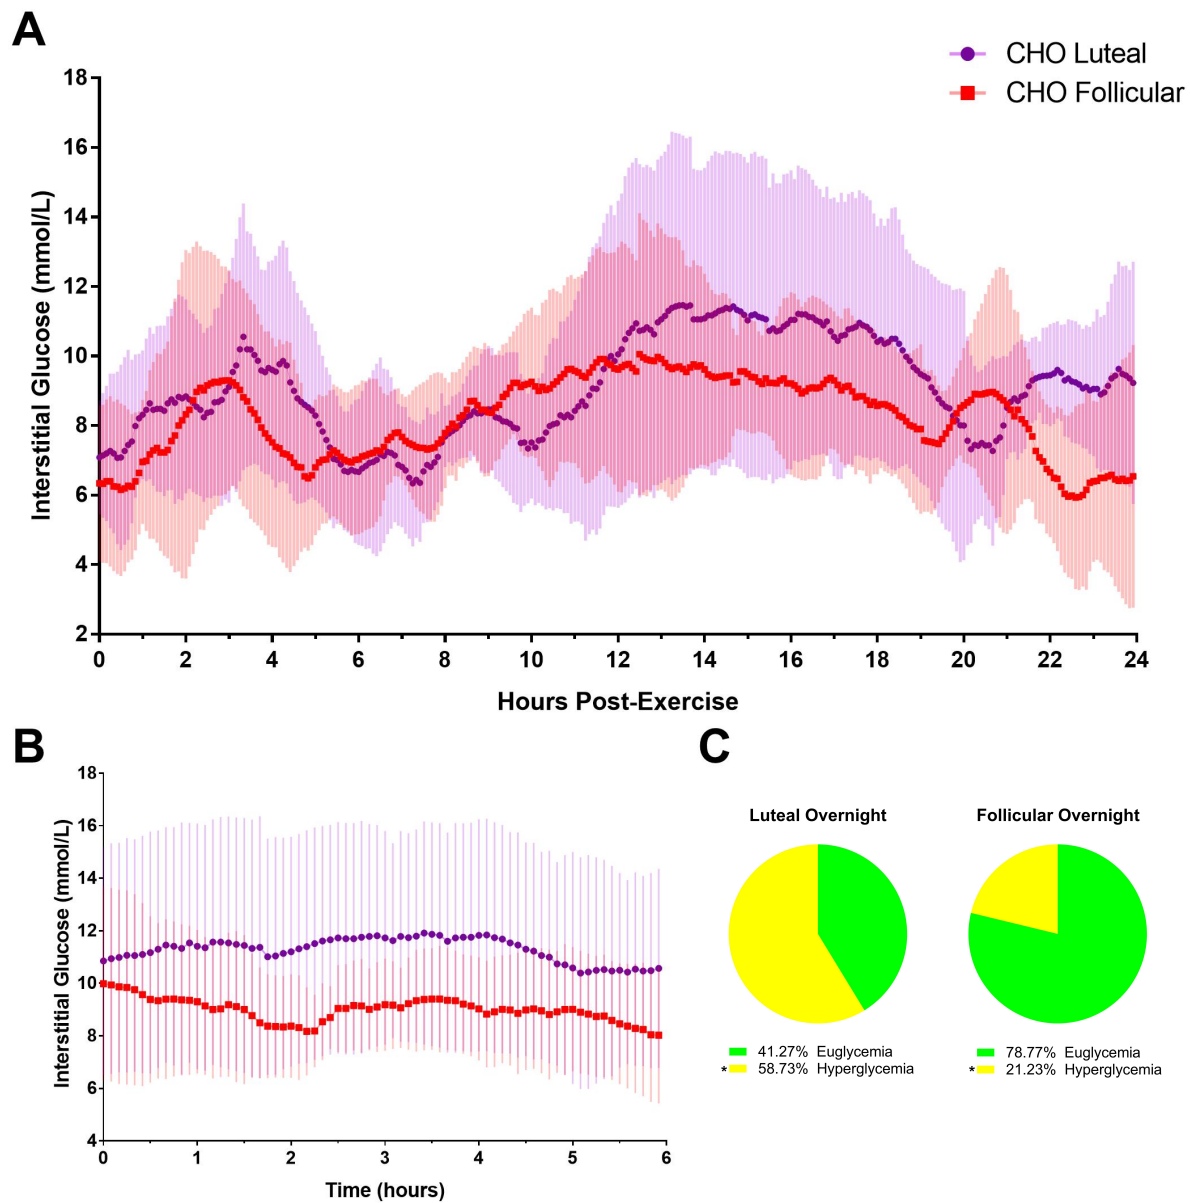 A
CHO Luteal
CHO Follicular
18
16
14
12
10
8
6
4
2
Interstitial Glucose (mmol/L)
0 2 4 6 8 10 12 14 16 18 20 22 24
Hours Post-Exercise
B
18
16
14
12
10
8
6
4
Interstitial Glucose (mmol/L)
0 1 2 3 4 5 6
Time (hours)
C
Luteal Overnight
41.27% Euglycemia
* 58.73% Hyperglycemia
Follicular Overnight
78.77% Euglycemia
* 21.23% Hyperglycemia